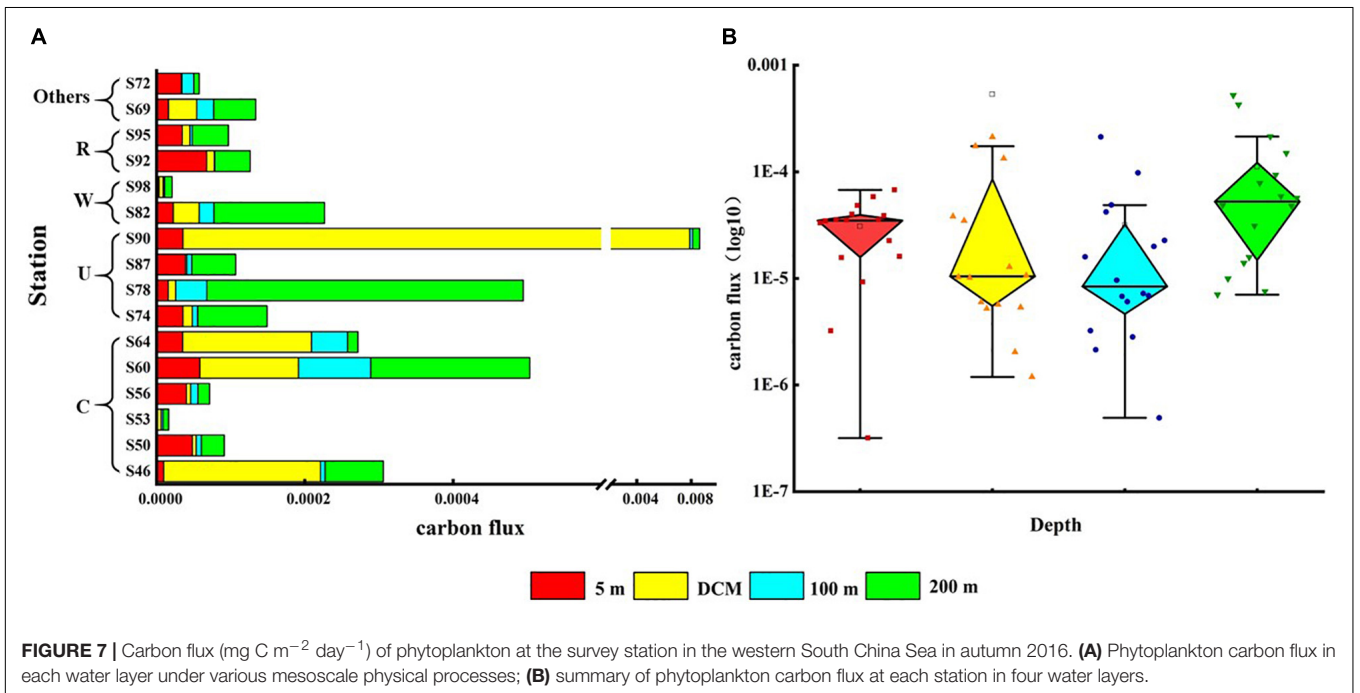 A
B
Others
R
W
U
C
Station
S72
S69
S95
S92
S98
S82
S90
S87
S78
S74
S64
S60
S56
S53
S50
S46
0.0000
0.0002
0.0004
0.004
0.008
carbon flux
carbon flux（log10）
0.001
1E-4
1E-5
1E-6
1E-7
Depth
5 m DCM 100 m 200 m
FIGURE 7 | Carbon flux (mg C m−2 day−1) of phytoplankton at the survey station in the western South China Sea in autumn 2016. (A) Phytoplankton carbon flux in
each water layer under various mesoscale physical processes; (B) summary of phytoplankton carbon flux at each station in four water layers.